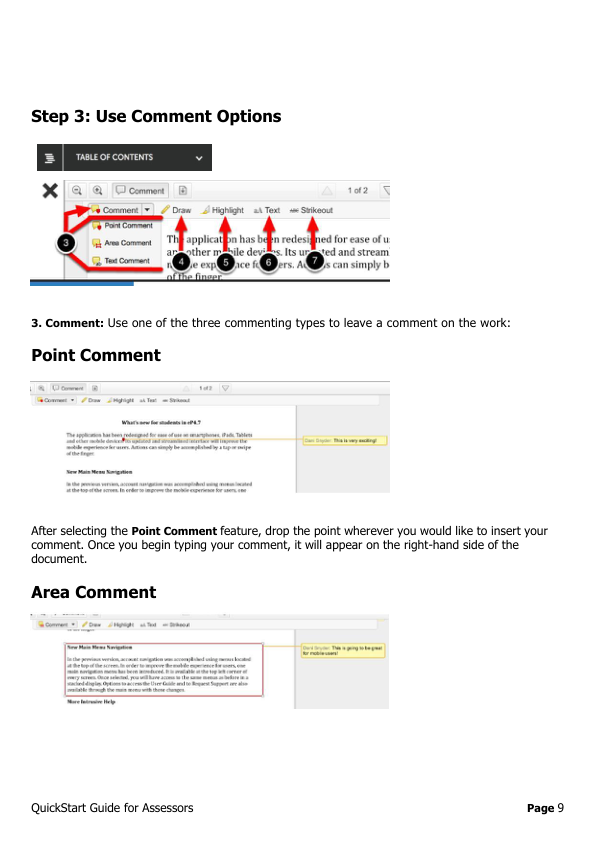 Step 3: Use Comment Options
TABLE OF CONTENTS
Comment
1 of 2
Comment Draw Highlight Text Strikeout
Point Comment
Area Comment
Text Comment
3
4 5 6 7
The application has been redesigned for ease of u
and other mobile devices. Its updated and stream
can simply b
of the finger.
3. Comment: Use one of the three commenting types to leave a comment on the work:
Point Comment
Comment
1 of 2
Comment Draw Highlight Text Strikeout
What's new for students in eP4.7
The application has been redesigned for ease of use on smartphones, iPads, Tablets
and other mobile devices. Its updated and streamlined interface will improve the
mobile experience for users. Actions can simply be accomplished by a tap or swipe
of the finger.
Dani Snyder: This is very exciting!
New Main Menu Navigation
In the previous version, account navigation was accomplished using menus located
at the top of the screen. In order to improve the mobile experience for users, one
After selecting the Point Comment feature, drop the point wherever you would like to insert your
comment. Once you begin typing your comment, it will appear on the right-hand side of the
document.
Area Comment
Comment Draw Highlight Text Strikeout
New Main Menu Navigation
Dani Snyder: This is going to be great
for mobile users!
In the previous version, account navigation was accomplished using menus located
at the top of the screen. In order to improve the mobile experience for users, one
main navigation menu has been introduced. It is available at the top left corner of
every screen. Once selected, you will have access to the same menus as before in a
stacked display. Options to access the User Guide and to Request Support are also
available through the main menu with these changes.
More Intrusive Help
QuickStart Guide for Assessors
Page 9